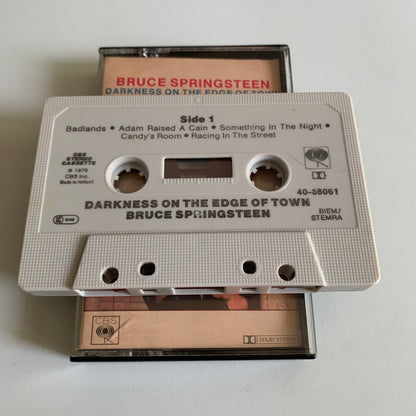 BRUCE SPRINGSTEEN
DARKNESS ON THE EDGE OF TOWN
Side 1
Badlands • Adam Raised A Cain • Something In The Night •
Candy's Room • Racing In The Street
CBS
STEREO
CASSETTE
℗ 1978
CBS Inc.
Made in Holland
40-86061
DARKNESS ON THE EDGE OF TOWN
BRUCE SPRINGSTEEN
BIEM/
STEMRA
CBS
DOLBY SYSTEM